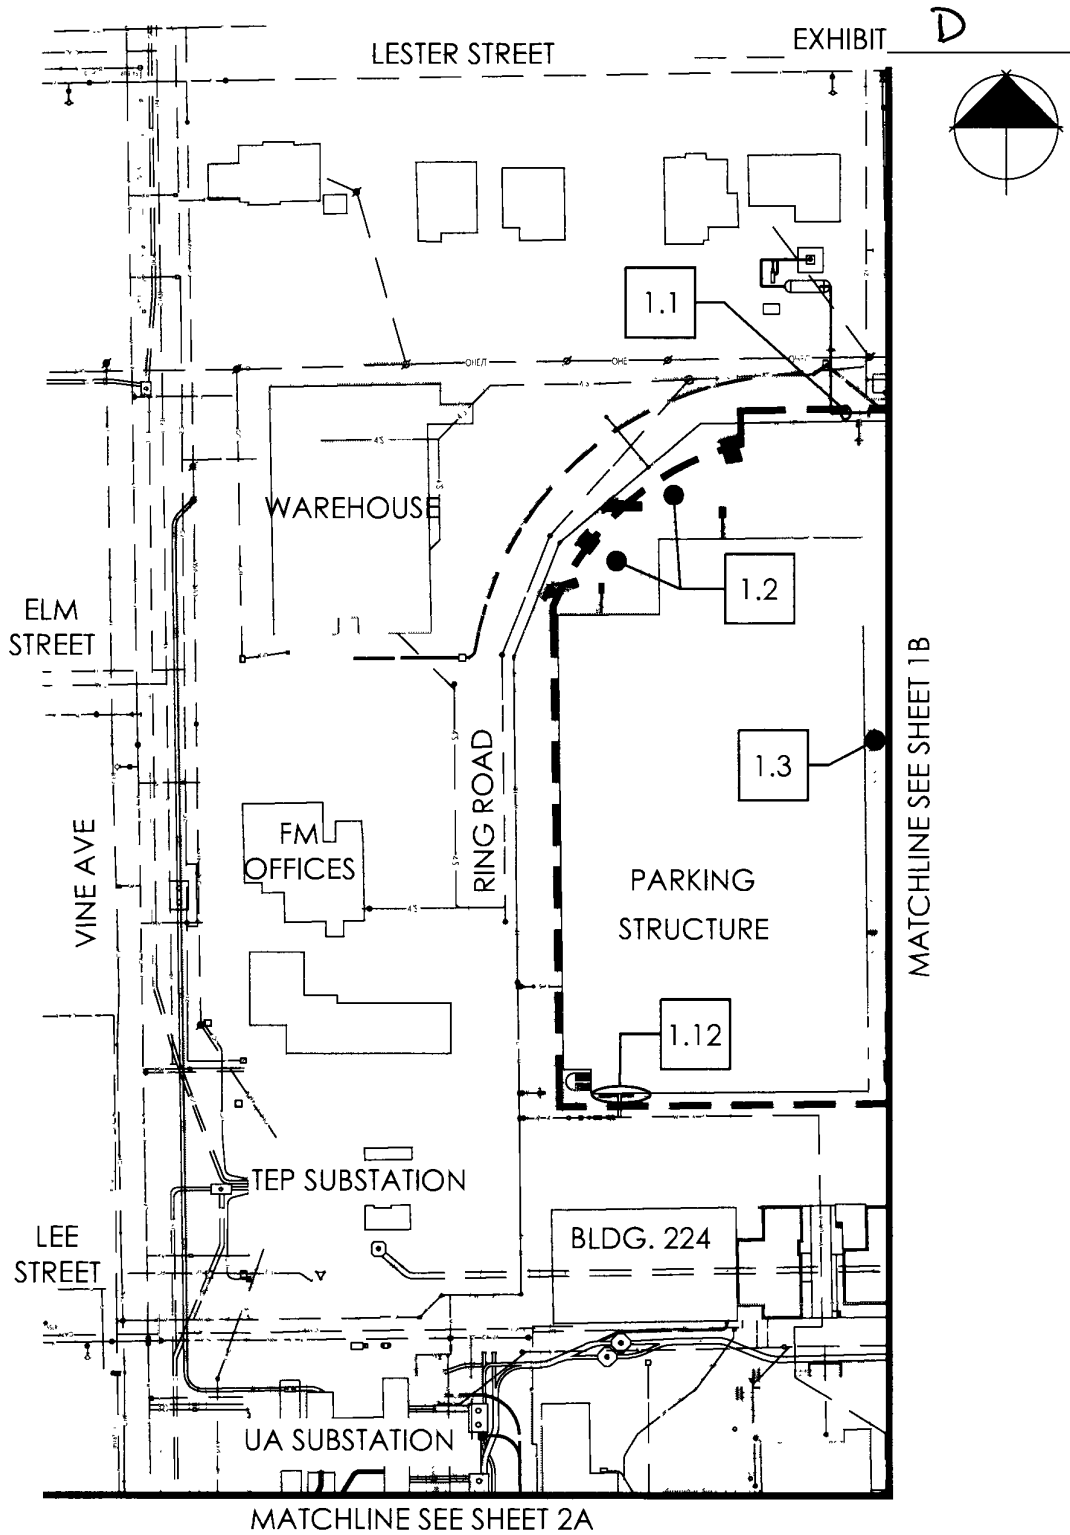 EXHIBIT D
LESTER STREET
1.1
OHE/T
OHE
WAREHOUSE
1.2
ELM
STREET
1.3
MATCHLINE SEE SHEET 1B
RING ROAD
VINE AVE
FM
OFFICES
PARKING
STRUCTURE
1.12
TEP SUBSTATION
LEE
STREET
BLDG. 224
UA SUBSTATION
MATCHLINE SEE SHEET 2A